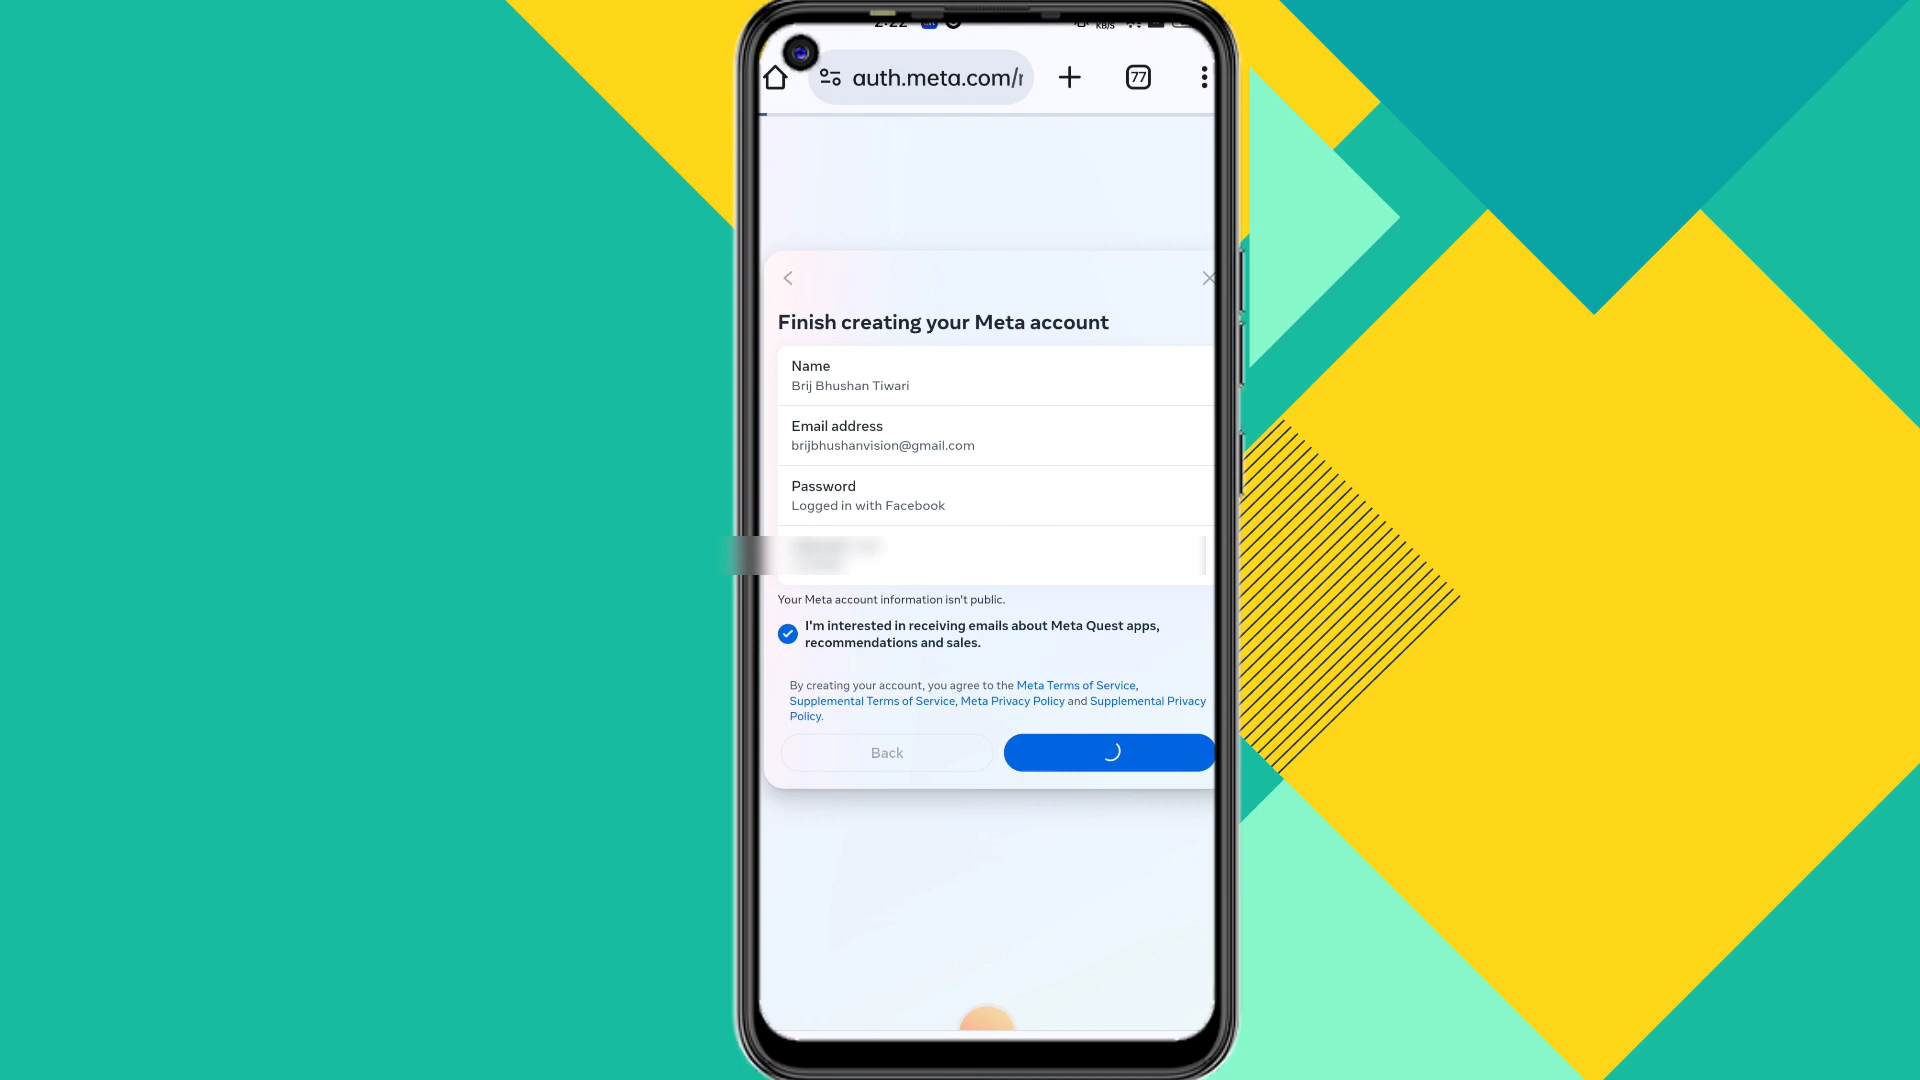 auth.meta.com/
77
KB/S
Finish creating your Meta account
Name
Brij Bhushan Tiwari
Email address
brijbhushanvision@gmail.com
Password
Logged in with Facebook
Your Meta account information isn't public.
I'm interested in receiving emails about Meta Quest apps,
recommendations and sales.
By creating your account, you agree to the Meta Terms of Service,
Supplemental Terms of Service, Meta Privacy Policy and Supplemental Privacy
Policy.
Back